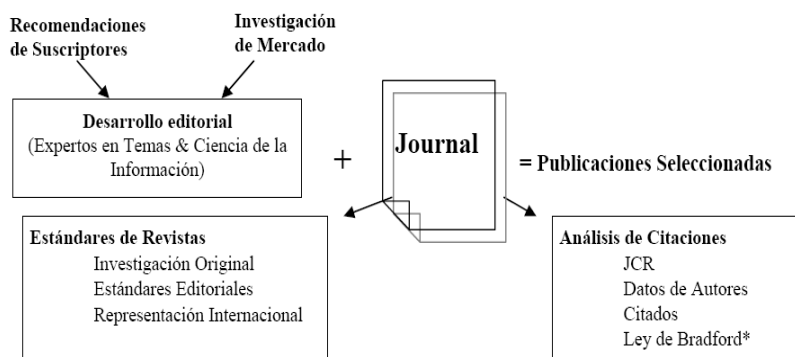 Recomendaciones
de Suscriptores
Investigación
de Mercado
Desarrollo editorial
(Expertos en Temas & Ciencia de la
Información)
+
Journal
= Publicaciones Seleccionadas
Estándares de Revistas
Investigación Original
Estándares Editoriales
Representación Internacional
Análisis de Citaciones
JCR
Datos de Autores
Citados
Ley de Bradford*